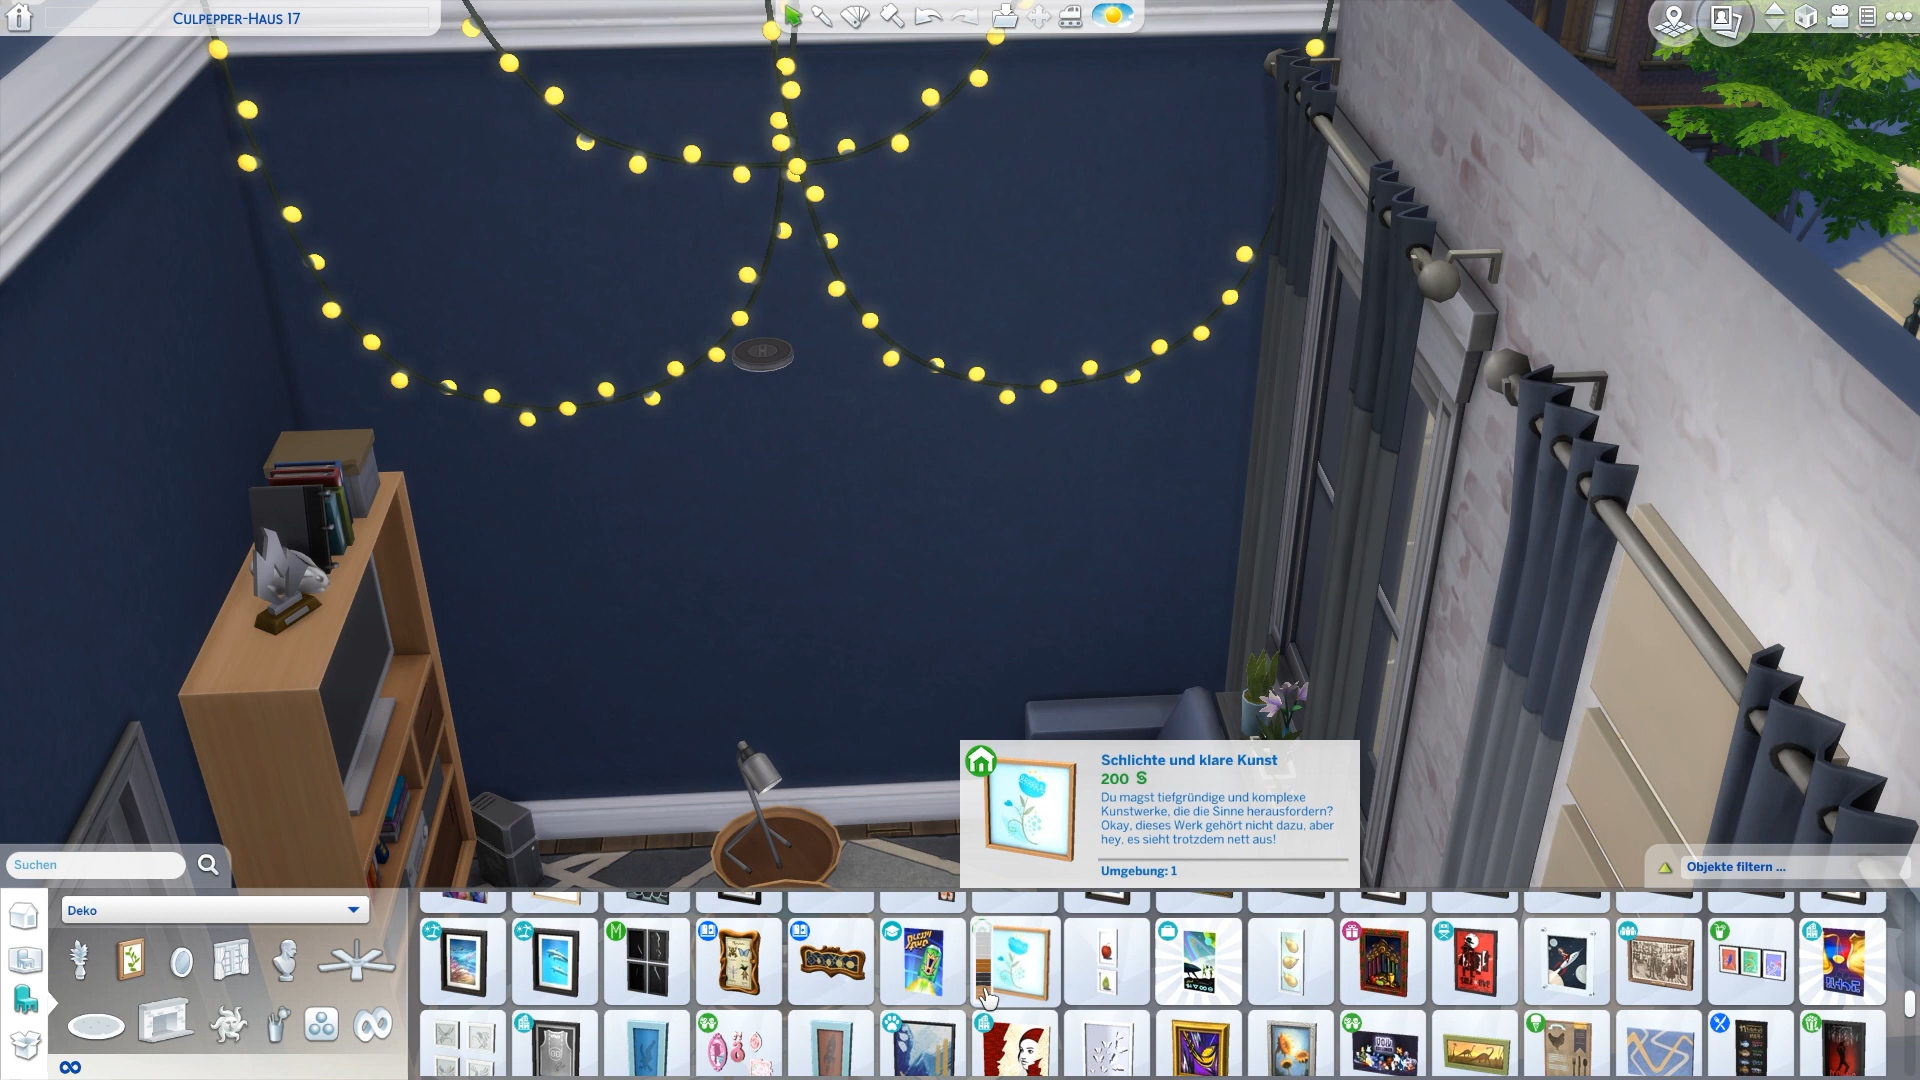 Culpepper-Haus 17
Schlichte und klare Kunst
200 §
Du magst tiefgründige und komplexe
Kunstwerke, die die Sinne herausfordern?
Okay, dieses Werk gehört nicht dazu, aber
hey, es sieht trotzdem nett aus!
Umgebung: 1
Suchen
Objekte filtern ...
Deko